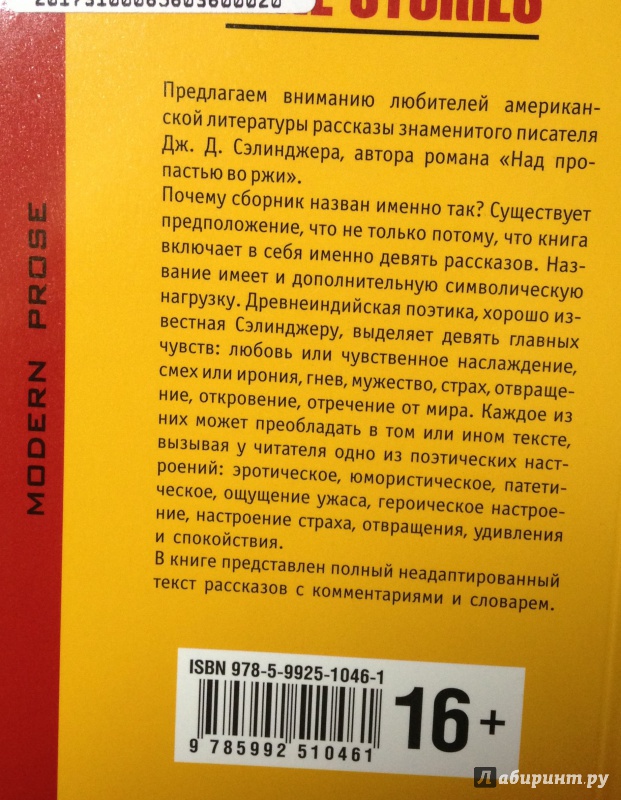 STORIES
Предлагаем вниманию любителей американ-
ской литературы рассказы знаменитого писателя
Дж. Д. Сэлинджера, автора романа «Над про-
пастью во ржи».
Почему сборник назван именно так? Существует
предположение, что не только потому, что книга
включает в себя именно девять рассказов. Наз-
вание имеет и дополнительную символическую
нагрузку. Древнеиндийская поэтика, хорошо из-
вестная Сэлинджеру, выделяет девять главных
чувств: любовь или чувственное наслаждение,
смех или ирония, гнев, мужество, страх, отвраще-
ние, откровение, отречение от мира. Каждое из
них может преобладать в том или ином тексте,
вызывая у читателя одно из поэтических наст-
роений: эротическое, юмористическое, патети-
ческое, ощущение ужаса, героическое настрое-
ние, настроение страха, отвращения, удивления
и спокойствия.
В книге представлен полный неадаптированный
текст рассказов с комментариями и словарем.
MODERN PROSE
ISBN 978-5-9925-1046-1
9 785992 510461
16+
Лабиринт.ру